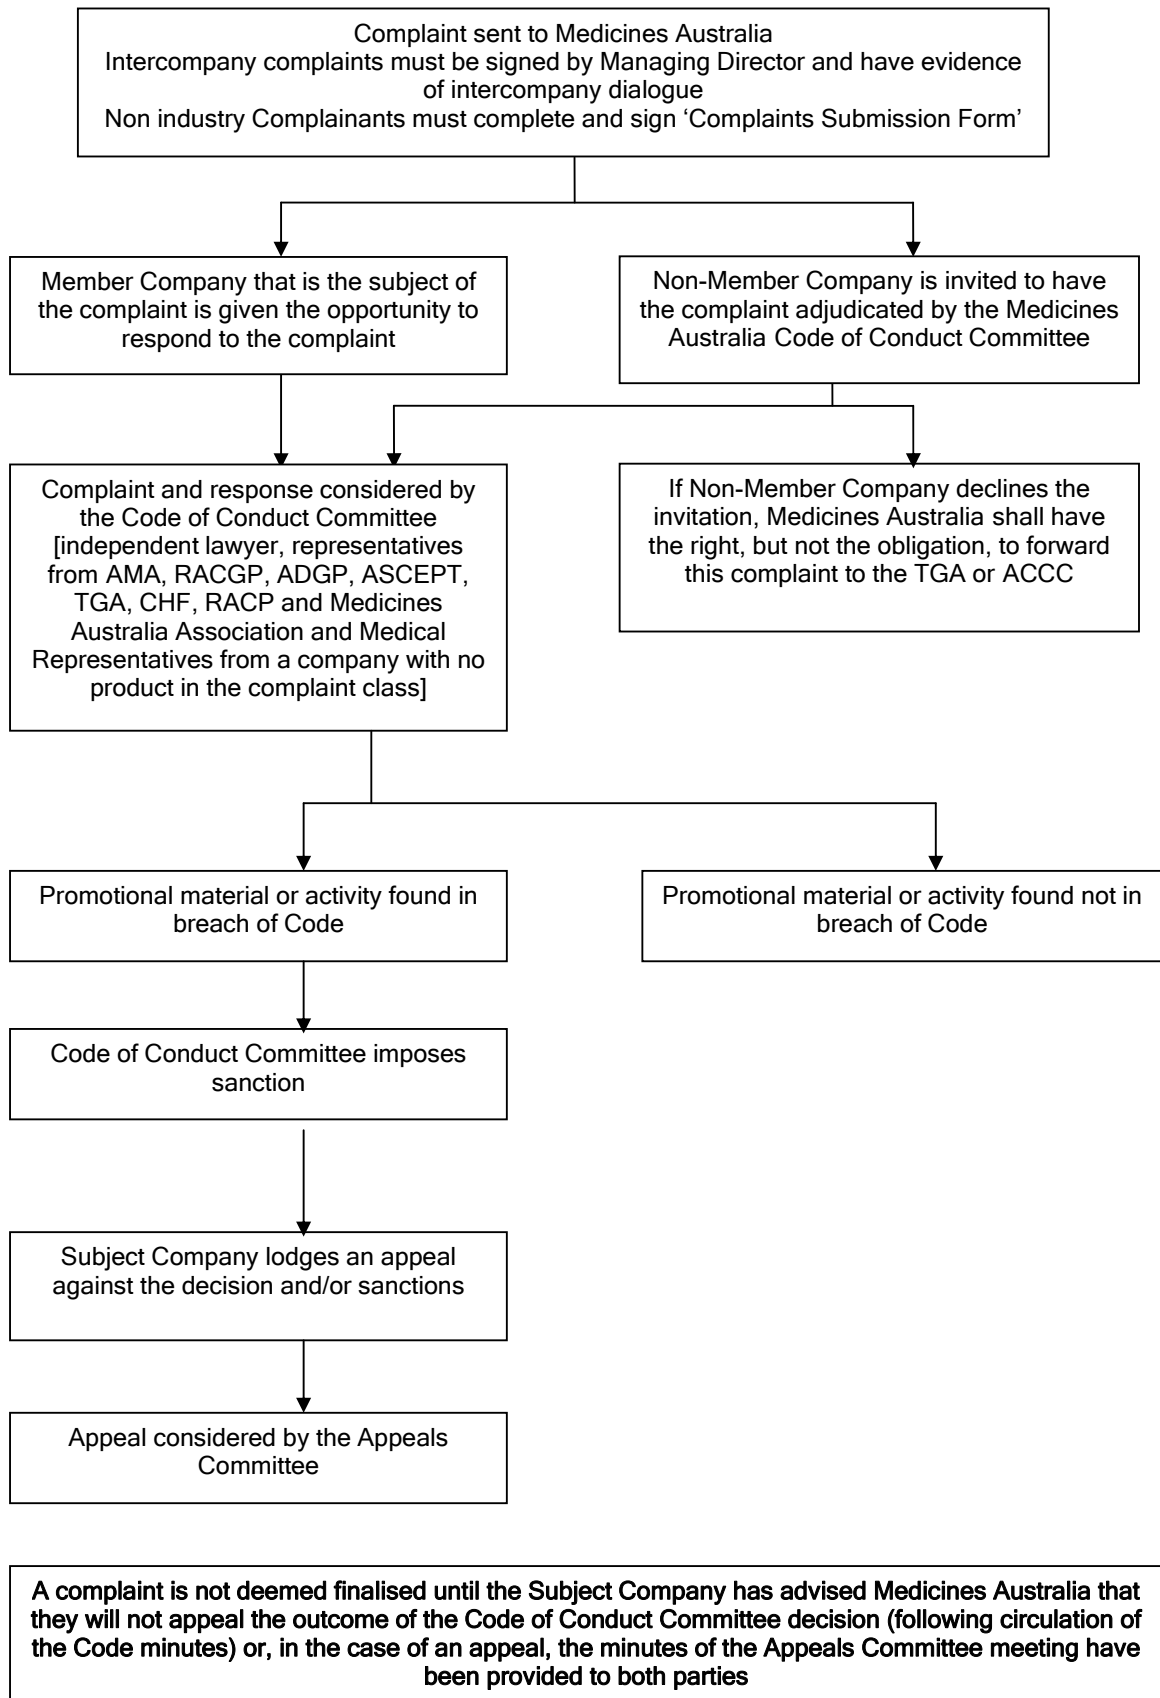 Complaint sent to Medicines Australia
Intercompany complaints must be signed by Managing Director and have evidence
of intercompany dialogue
Non industry Complainants must complete and sign ‘Complaints Submission Form’
Member Company that is the subject of
the complaint is given the opportunity to
respond to the complaint
Non-Member Company is invited to have
the complaint adjudicated by the Medicines
Australia Code of Conduct Committee
Complaint and response considered by
the Code of Conduct Committee
[independent lawyer, representatives
from AMA, RACGP, ADGP, ASCEPT,
TGA, CHF, RACP and Medicines
Australia Association and Medical
Representatives from a company with no
product in the complaint class]
If Non-Member Company declines the
invitation, Medicines Australia shall have
the right, but not the obligation, to forward
this complaint to the TGA or ACCC
Promotional material or activity found in
breach of Code
Promotional material or activity found not in
breach of Code
Code of Conduct Committee imposes
sanction
Subject Company lodges an appeal
against the decision and/or sanctions
Appeal considered by the Appeals
Committee
A complaint is not deemed finalised until the Subject Company has advised Medicines Australia that
they will not appeal the outcome of the Code of Conduct Committee decision (following circulation of
the Code minutes) or, in the case of an appeal, the minutes of the Appeals Committee meeting have
been provided to both parties